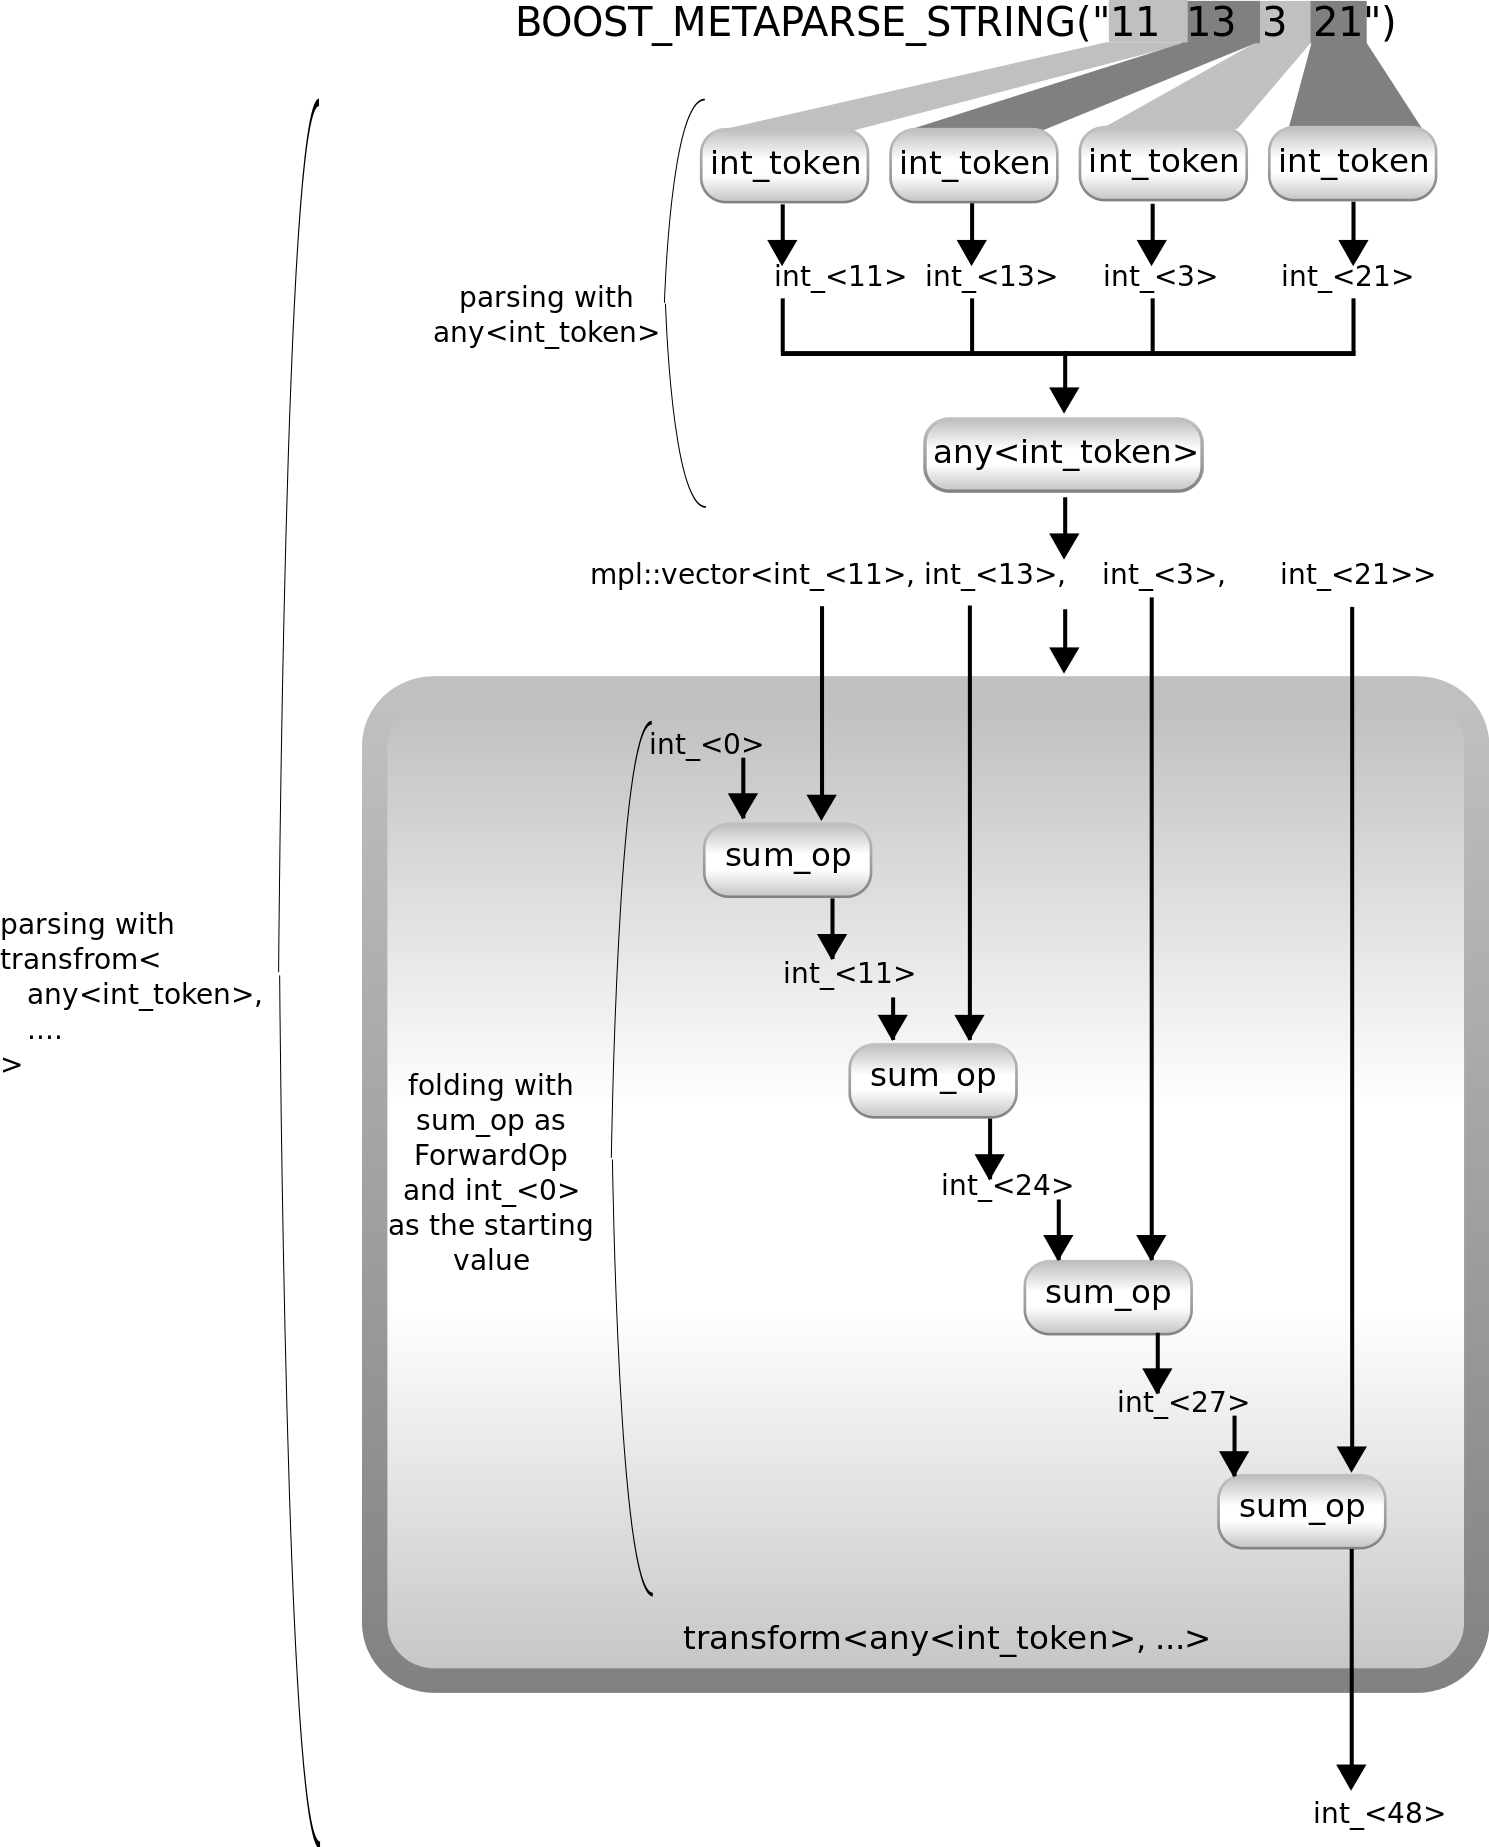 BOOST_METAPARSE_STRING("11 13 3 21")
int_token int_token int_token int_token
int_<11> int_<13> int_<3> int_<21>
parsing with
any<int_token>
any<int_token>
mpl::vector<int_<11>, int_<13>, int_<3>, int_<21>>
int_<0>
sum_op
int_<11>
sum_op
int_<24>
sum_op
int_<27>
sum_op
folding with
sum_op as
ForwardOp
and int_<0>
as the starting
value
transform<any<int_token>, ...>
parsing with
transfrom<
any<int_token>,
....
>
int_<48>